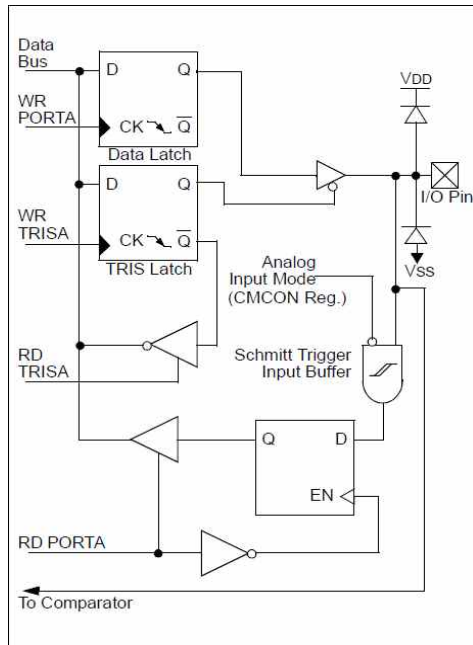 Data
Bus
D Q
VDD
WR
PORTA
CK Q
Data Latch
D Q
I/O Pin
WR
TRISA
CK Q
TRIS Latch
VSS
Analog
Input Mode
(CMCON Reg.)
RD
TRISA
Schmitt Trigger
Input Buffer
Q D
EN
RD PORTA
To Comparator